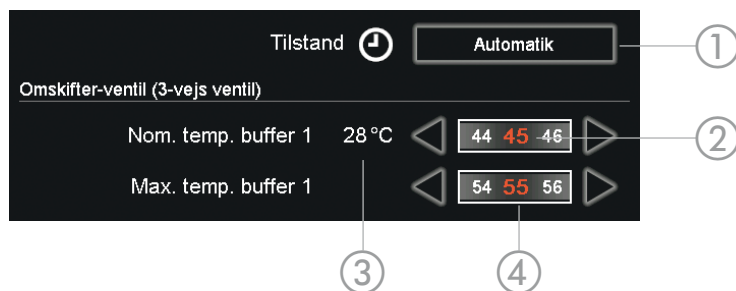 Tilstand Automatik ①
Omskifter-ventil (3-vejs ventil)
Nom. temp. buffer 1 28°C 44 45 46 ②
Max. temp. buffer 1 54 55 56
③ ④